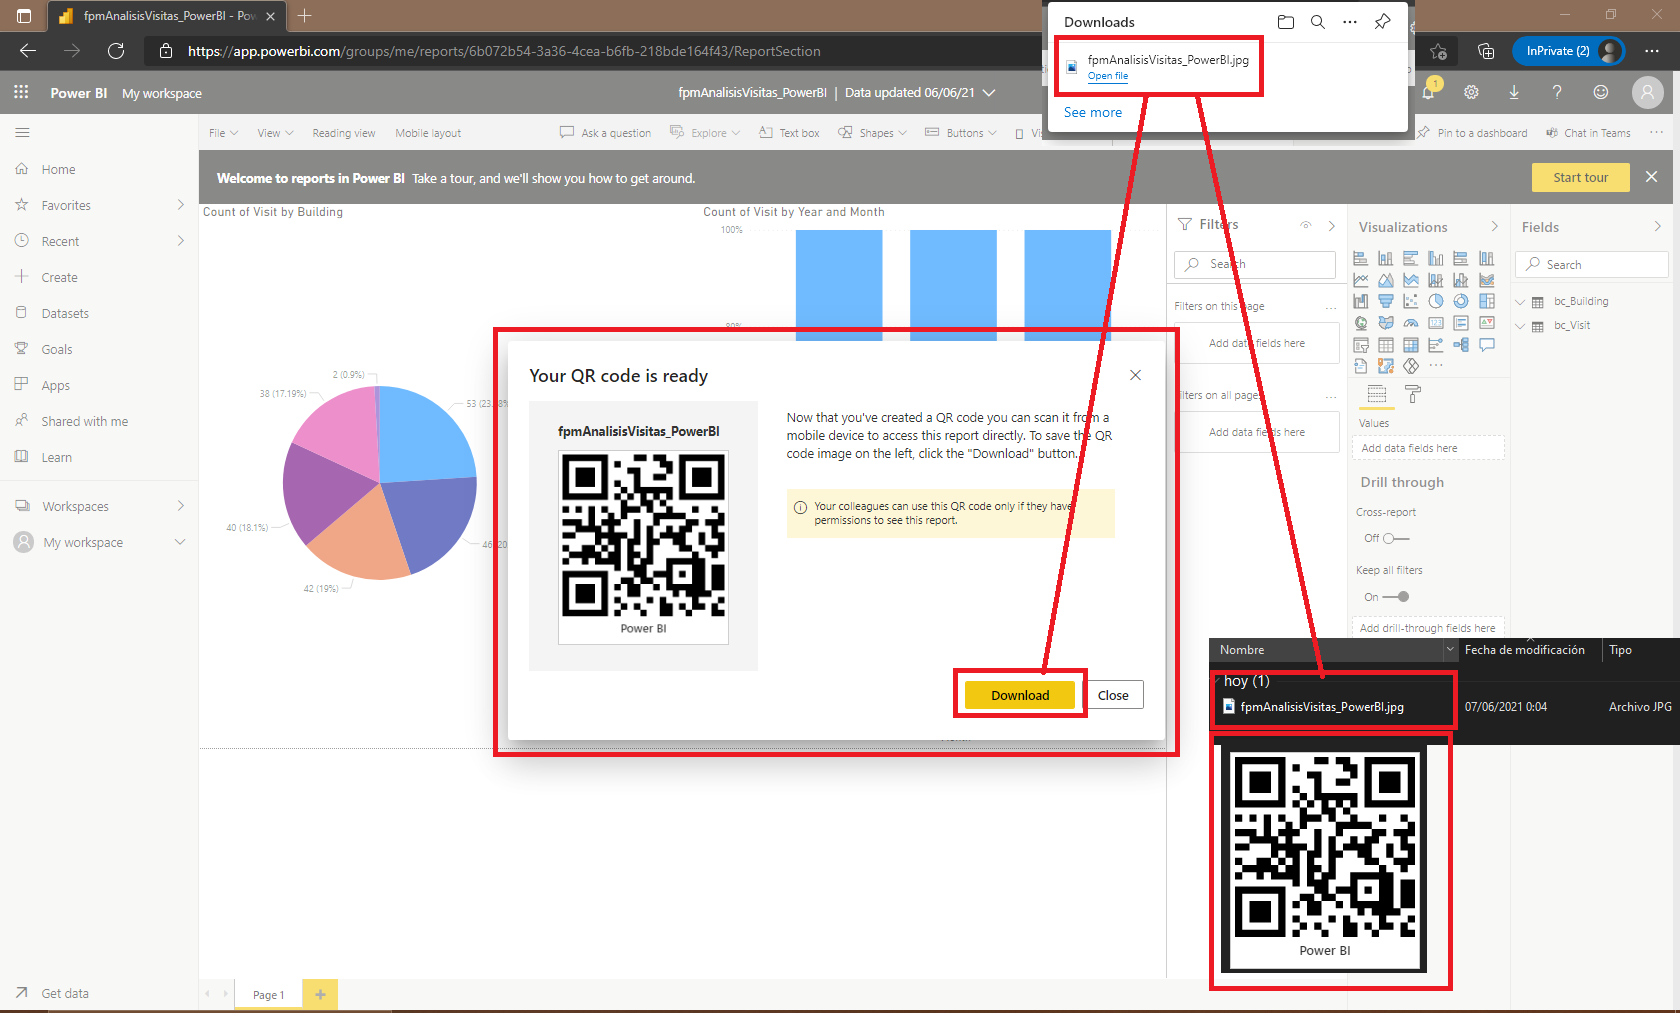 fpmAnalisisVisitas_PowerBI - Pow
https://app.powerbi.com/groups/me/reports/6b072b54-3a36-4cea-b6fb-218bde164f43/ReportSection
InPrivate (2)
Downloads
fpmAnalisisVisitas_PowerBI.jpg
Open file
See more
Power BI My workspace
fpmAnalisisVisitas_PowerBI | Data updated 06/06/21
1
File View Reading view Mobile layout Ask a question Explore Text box Shapes Buttons Pin to a dashboard Chat in Teams
Welcome to reports in Power BI Take a tour, and we'll show you how to get around.
Start tour
Home
Favorites
Recent
Create
Datasets
Goals
Apps
Shared with me
Learn
Workspaces
My workspace
Get data
Count of Visit by Building
2 (0.9%)
38 (17.19%)
53 (23.
8%)
40 (18.1%)
46
(20
42 (19%)
Count of Visit by Year and Month
100%
80%
Your QR code is ready
fpmAnalisisVisitas_PowerBI
Power BI
Now that you've created a QR code you can scan it from a
mobile device to access this report directly. To save the QR
code image on the left, click the "Download" button.
Your colleagues can use this QR code only if they have
permissions to see this report.
Download
Close
Page 1
Filters
Search
Filters on this page
Add data fields here
on all pages
Add data fields here
Visualizations
Values
Add data fields here
Drill through
Cross-report
Off
Keep all filters
On
Add drill-through fields here
Fields
Search
bc_Building
bc_Visit
Nombre Fecha de modificación Tipo
hoy (1)
fpmAnalisisVisitas_PowerBI.jpg 07/06/2021 0:04 Archivo JPG
Power BI